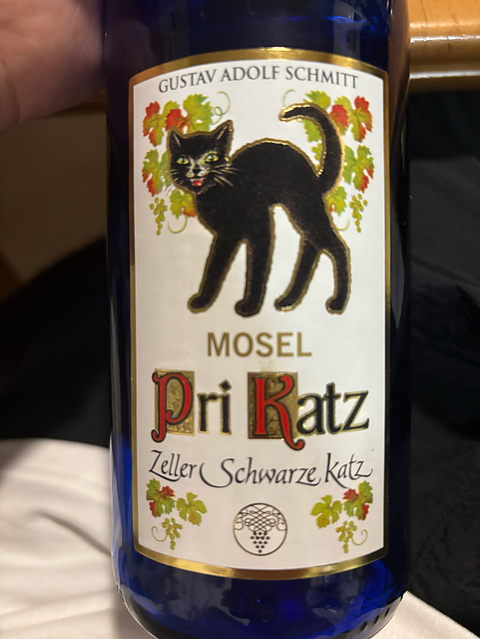 GUSTAV ADOLF SCHMITT
MOSEL
Pri Katz
Zeller Schwarze Katz